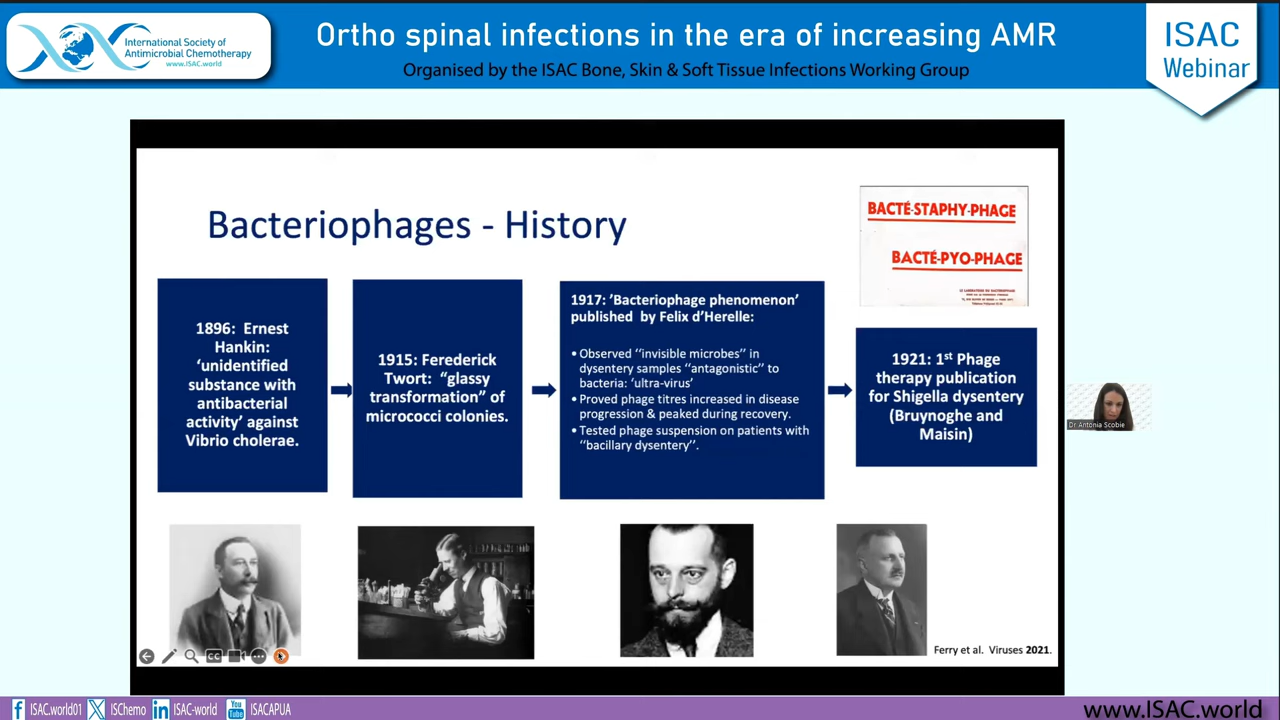 International Society of
Antimicrobial Chemotherapy
www.ISAC.world
Ortho spinal infections in the era of increasing AMR
Organised by the ISAC Bone, Skin & Soft Tissue Infections Working Group
ISAC
Webinar
Bacteriophages - History
BACTÉ-STAPHY-PHAGE
BACTÉ-PYO-PHAGE
1896: Ernest
Hankin:
‘unidentified
substance with
antibacterial
activity’ against
Vibrio cholerae.
1915: Ferederick
Twort: “glassy
transformation” of
micrococci colonies.
1917: ’Bacteriophage phenomenon’
published by Felix d’Herelle:
• Observed “invisible microbes” in
dysentery samples “antagonistic” to
bacteria: ‘ultra-virus’
• Proved phage titres increased in disease
progression & peaked during recovery.
• Tested phage suspension on patients with
“bacillary dysentery”.
1921: 1st Phage
therapy publication
for Shigella dysentery
(Bruynoghe and
Maisin)
Dr Antonia Scobie
CC
Ferry et al. Viruses 2021.
ISAC.world01
ISChemo
ISAC-world
You
Tube
ISACAPUA
www.ISAC.world